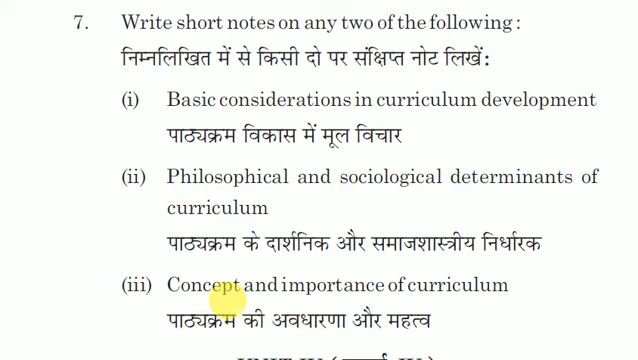 7. Write short notes on any two of the following :
निम्नलिखित में से किसी दो पर संक्षिप्त नोट लिखें:
(i) Basic considerations in curriculum development
पाठ्यक्रम विकास में मूल विचार
(ii) Philosophical and sociological determinants of
curriculum
पाठ्यक्रम के दार्शनिक और समाजशास्त्रीय निर्धारक
(iii) Concept and importance of curriculum
पाठ्यक्रम की अवधारणा और महत्व